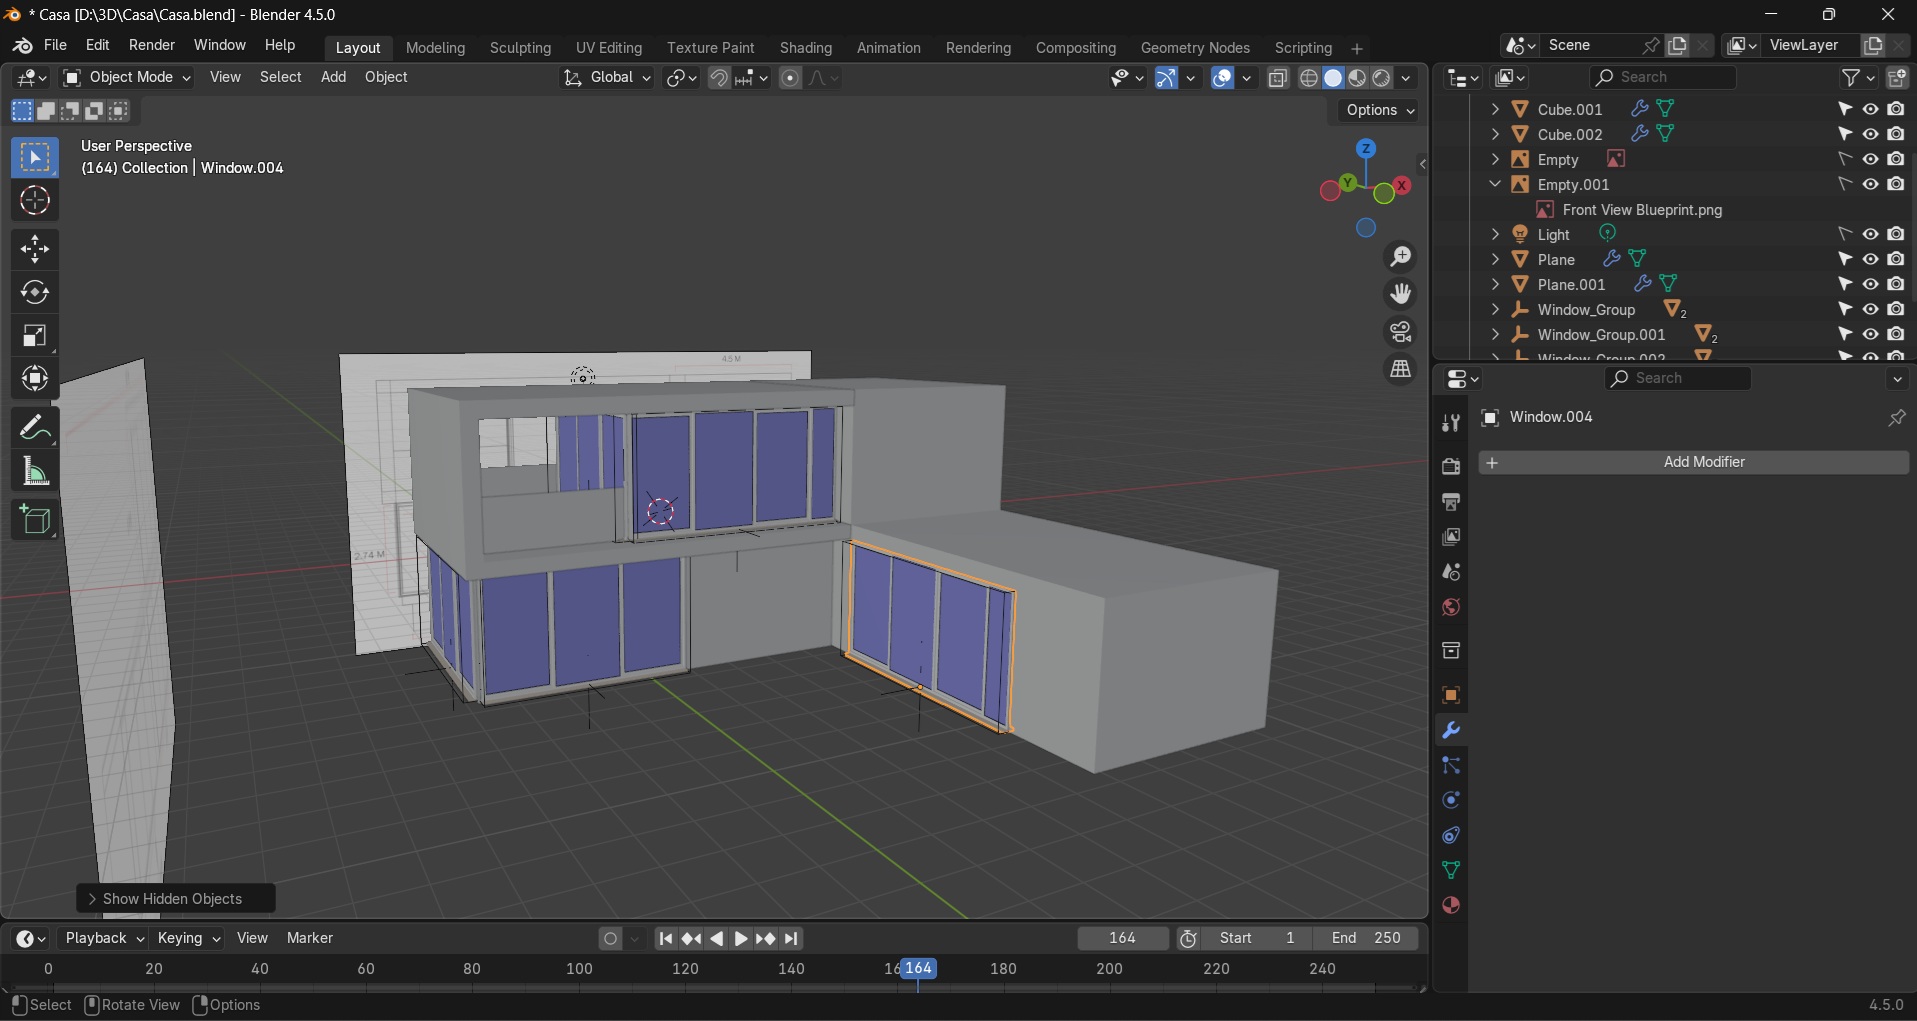 * Casa [D:\3D\Casa\Casa.blend] - Blender 4.5.0
File Edit Render Window Help Layout Modeling Sculpting UV Editing Texture Paint Shading Animation Rendering Compositing Geometry Nodes Scripting + Scene ViewLayer
Object Mode View Select Add Object Global Search
Options
User Perspective
(164) Collection | Window.004
Z
Y
X
Cube.001
Cube.002
Empty
Empty.001
Front View Blueprint.png
Light
Plane
Plane.001
Window_Group 2
Window_Group.001 2
Window_Group.002
Search
Window.004
+ Add Modifier
4.5 M
2.74 M
Show Hidden Objects
Playback Keying View Marker 164 Start 1 End 250
0 20 40 60 80 100 120 140 16 164 180 200 220 240
Select Rotate View Options 4.5.0